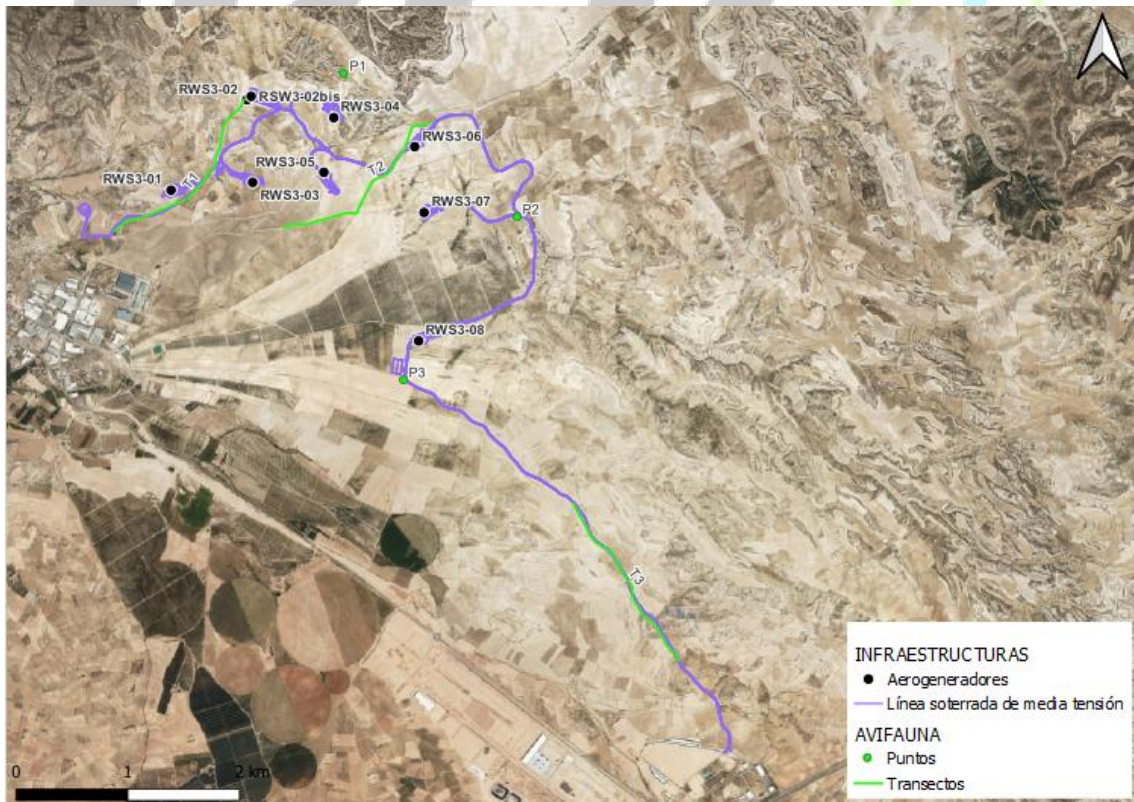 P1
RWS3-02
RSW3-02bis
RWS3-04
RWS3-06
RWS3-05
T2
RWS3-01
T1
RWS3-03
RWS3-07
P2
RWS3-08
P3
T3
INFRAESTRUCTURAS
Aerogeneradores
Línea soterrada de media tensión
AVIFAUNA
Puntos
Transectos
0 1 2 km